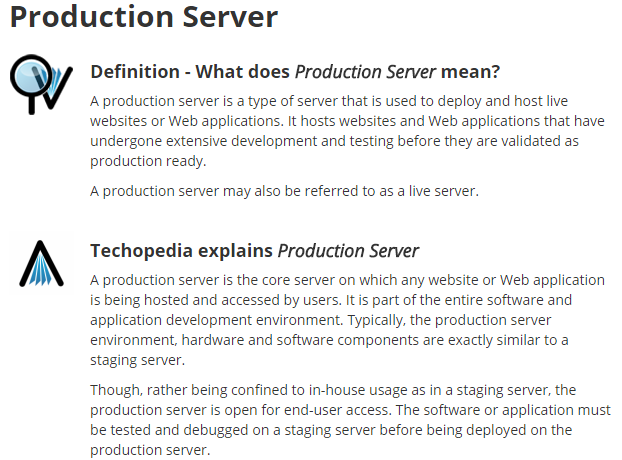 Production Server
Definition - What does Production Server mean?
A production server is a type of server that is used to deploy and host live
websites or Web applications. It hosts websites and Web applications that have
undergone extensive development and testing before they are validated as
production ready.
A production server may also be referred to as a live server.
Techopedia explains Production Server
A production server is the core server on which any website or Web application
is being hosted and accessed by users. It is part of the entire software and
application development environment. Typically, the production server
environment, hardware and software components are exactly similar to a
staging server.
Though, rather being confined to in-house usage as in a staging server, the
production server is open for end-user access. The software or application must
be tested and debugged on a staging server before being deployed on the
production server.